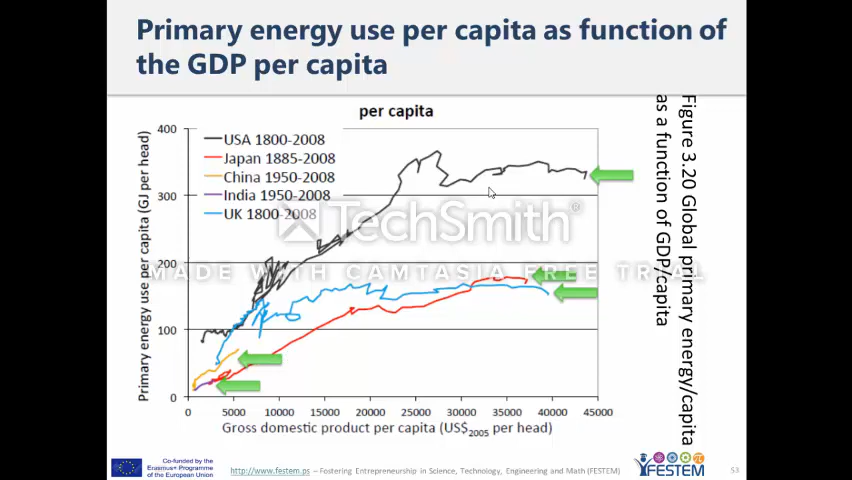 Primary energy use per capita as function of
the GDP per capita
per capita
Primary energy use per capita (GJ per head)
400
300
200
100
0
USA 1800-2008
Japan 1885-2008
China 1950-2008
India 1950-2008
UK 1800-2008
TechSmith®
MADE WITH CAMTASIA FREE TRIAL
0 5000 10000 15000 20000 25000 30000 35000 40000 45000
Gross domestic product per capita (US$2005 per head)
Figure 3.20 Global primary energy/capita
as a function of GDP/capita
Co-funded by the
Erasmus+ Programme
of the European Union
http://www.festem.ps – Fostering Entrepreneurship in Science, Technology, Engineering and Math (FESTEM)
FESTEM
53